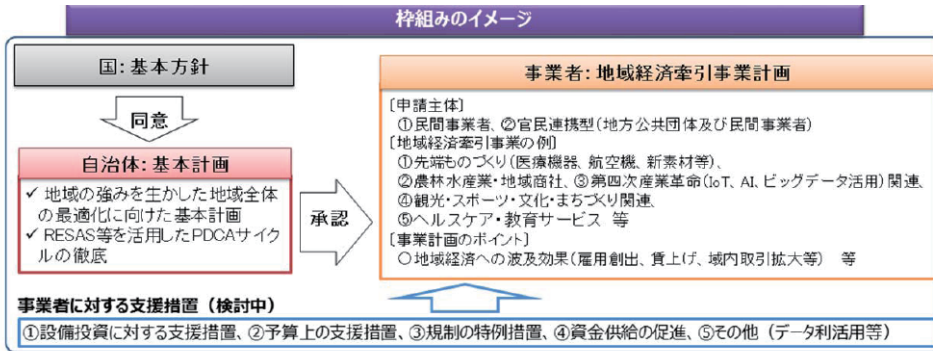 枠組みのイメージ
国:基本方針
同意
自治体:基本計画
✓ 地域の強みを生かした地域全体
の最適化に向けた基本計画
✓ RESAS等を活用したPDCAサイク
ルの徹底
承認
事業者:地域経済牽引事業計画
〔申請主体〕
①民間事業者、②官民連携型(地方公共団体及び民間事業者)
〔地域経済牽引事業の例〕
①先端ものづくり(医療機器、航空機、新素材等)、
②農林水産業・地域商社、③第四次産業革命(IoT、AI、ビッグデータ活用)関連、
④観光・スポーツ・文化・まちづくり関連、
⑤ヘルスケア・教育サービス 等
〔事業計画のポイント〕
○地域経済への波及効果(雇用創出、賃上げ、域内取引拡大等) 等
事業者に対する支援措置(検討中)
①設備投資に対する支援措置、②予算上の支援措置、③規制の特例措置、④資金供給の促進、⑤その他(データ利活用等)